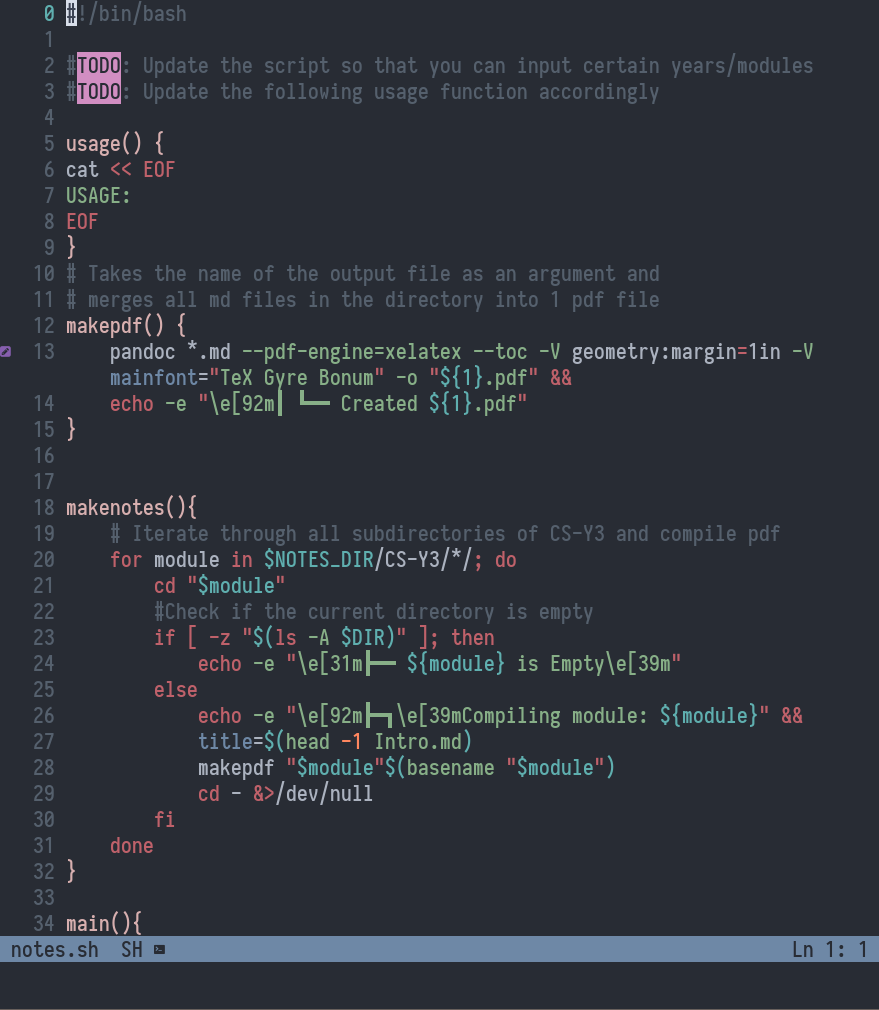 0 #!/bin/bash
1
2 #TODO: Update the script so that you can input certain years/modules
3 #TODO: Update the following usage function accordingly
4
5 usage() {
6 cat << EOF
7 USAGE:
8 EOF
9 }
10 # Takes the name of the output file as an argument and
11 # merges all md files in the directory into 1 pdf file
12 makepdf() {
13     pandoc *.md --pdf-engine=xelatex --toc -V geometry:margin=1in -V
    mainfont="TeX Gyre Bonum" -o "${1}.pdf" &&
14     echo -e "\e[92m┃ ┗━━ Created ${1}.pdf"
15 }
16
17
18 makenotes(){
19     # Iterate through all subdirectories of CS-Y3 and compile pdf
20     for module in $NOTES_DIR/CS-Y3/*/; do
21         cd "$module"
22         #Check if the current directory is empty
23         if [ -z "$(ls -A $DIR)" ]; then
24             echo -e "\e[31m┣━━ ${module} is Empty\e[39m"
25         else
26             echo -e "\e[92m┣━┓\e[39mCompiling module: ${module}" &&
27             title=$(head -1 Intro.md)
28             makepdf "$module"$(basename "$module")
29             cd - &>/dev/null
30         fi
31     done
32 }
33
34 main(){
notes.sh  SH  Ln 1: 1